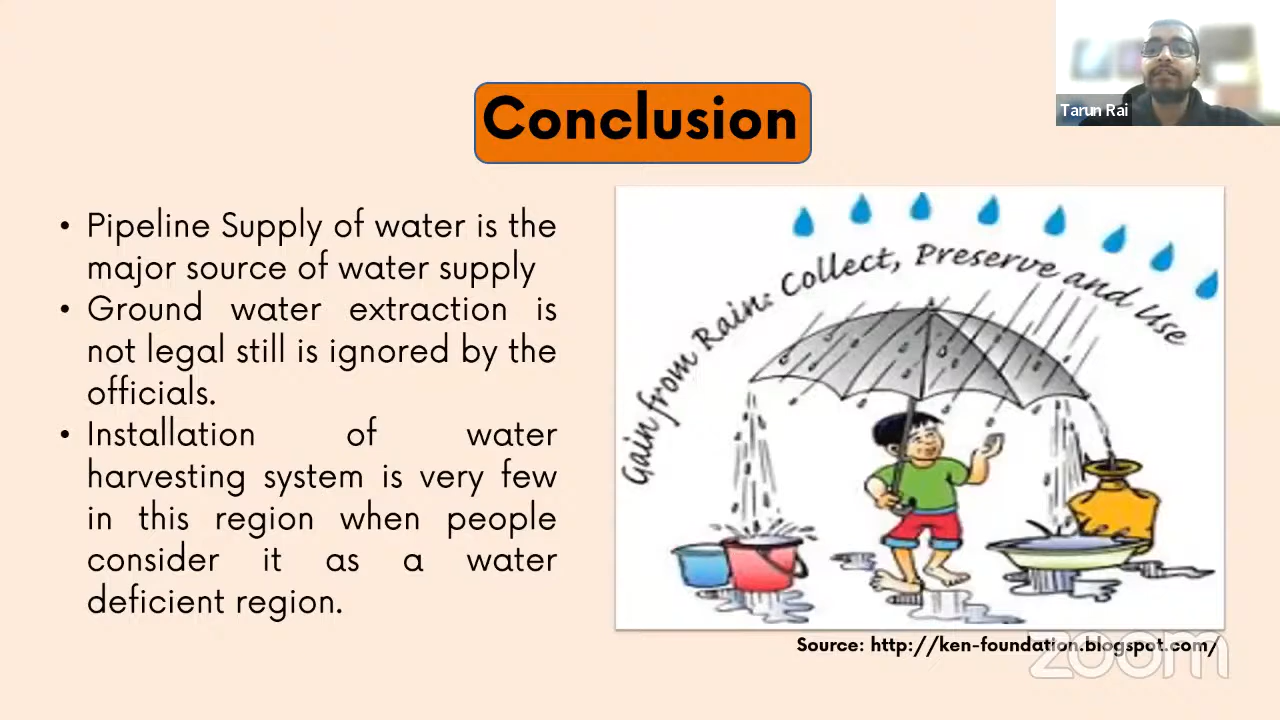 Conclusion
Tarun Rai
• Pipeline Supply of water is the
major source of water supply
• Ground water extraction is
not legal still is ignored by the
officials.
• Installation of water
harvesting system is very few
in this region when people
consider it as a water
deficient region.
Gain from Rain: Collect, Preserve and Use
Source: http://ken-foundation.blogspot.com/
zoom